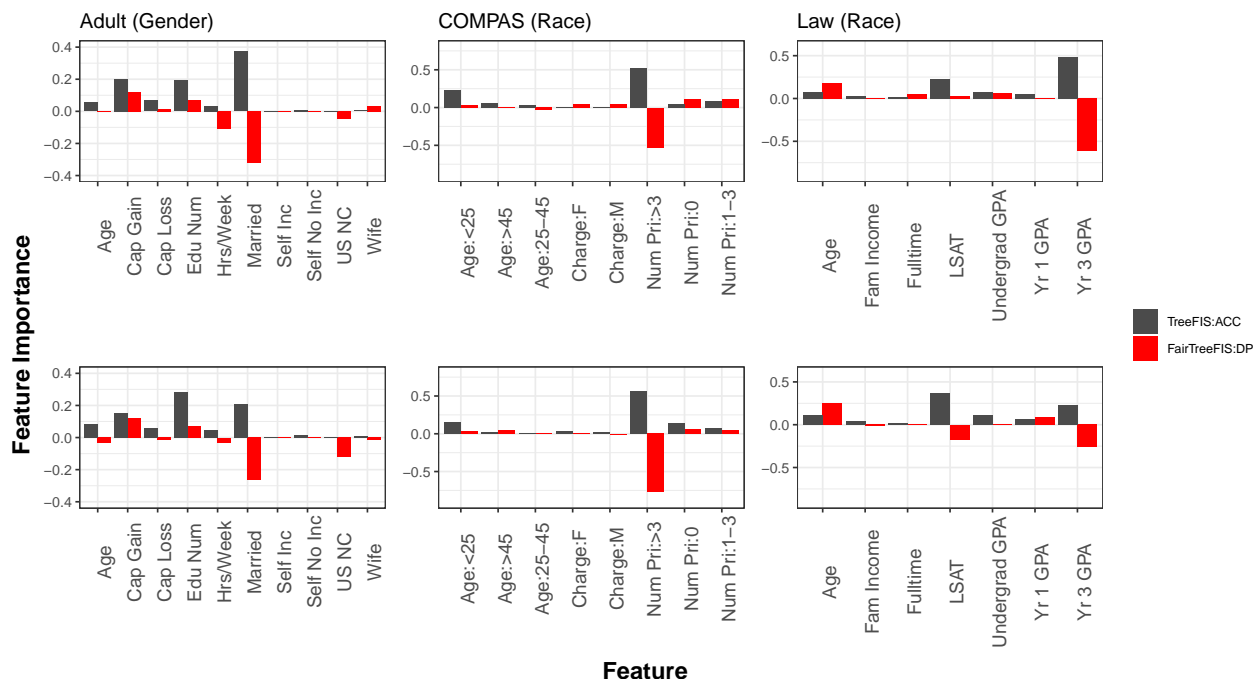 Adult (Gender)
COMPAS (Race)
Law (Race)
0.4
0.2
0.0
−0.2
−0.4
Age
Cap Gain
Cap Loss
Edu Num
Hrs/Week
Married
Self Inc
Self No Inc
US NC
Wife
0.5
0.0
−0.5
Age:<25
Age:>45
Age:25−45
Charge:F
Charge:M
Num Pri:>3
Num Pri:0
Num Pri:1−3
0.5
0.0
−0.5
Age
Fam Income
Fulltime
LSAT
Undergrad GPA
Yr 1 GPA
Yr 3 GPA
Feature Importance
TreeFIS:ACC
FairTreeFIS:DP
0.4
0.2
0.0
−0.2
−0.4
Age
Cap Gain
Cap Loss
Edu Num
Hrs/Week
Married
Self Inc
Self No Inc
US NC
Wife
0.5
0.0
−0.5
Age:<25
Age:>45
Age:25−45
Charge:F
Charge:M
Num Pri:>3
Num Pri:0
Num Pri:1−3
0.5
0.0
−0.5
Age
Fam Income
Fulltime
LSAT
Undergrad GPA
Yr 1 GPA
Yr 3 GPA
Feature